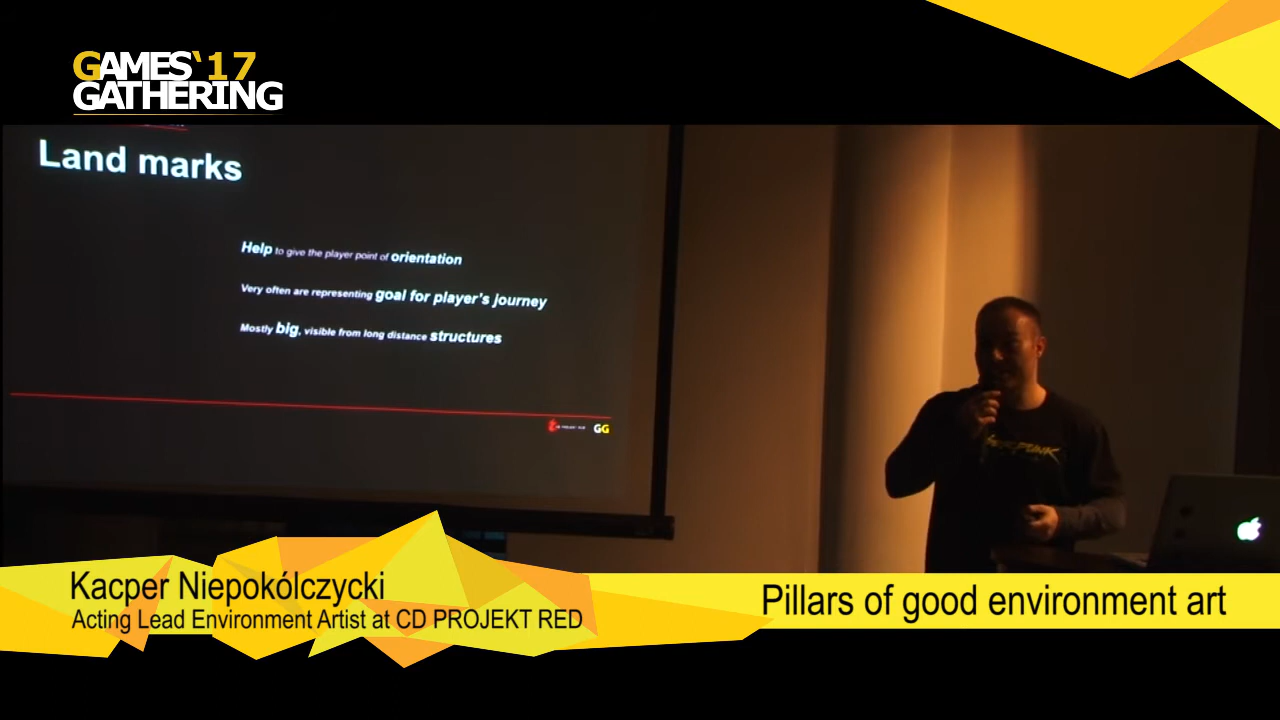 GAMES'17
GATHERING
Land marks
Help to give the player point of orientation
Very often are representing goal for player's journey
Mostly big, visible from long distance structures
GG
Kacper Niepokólczycki
Acting Lead Environment Artist at CD PROJEKT RED
Pillars of good environment art